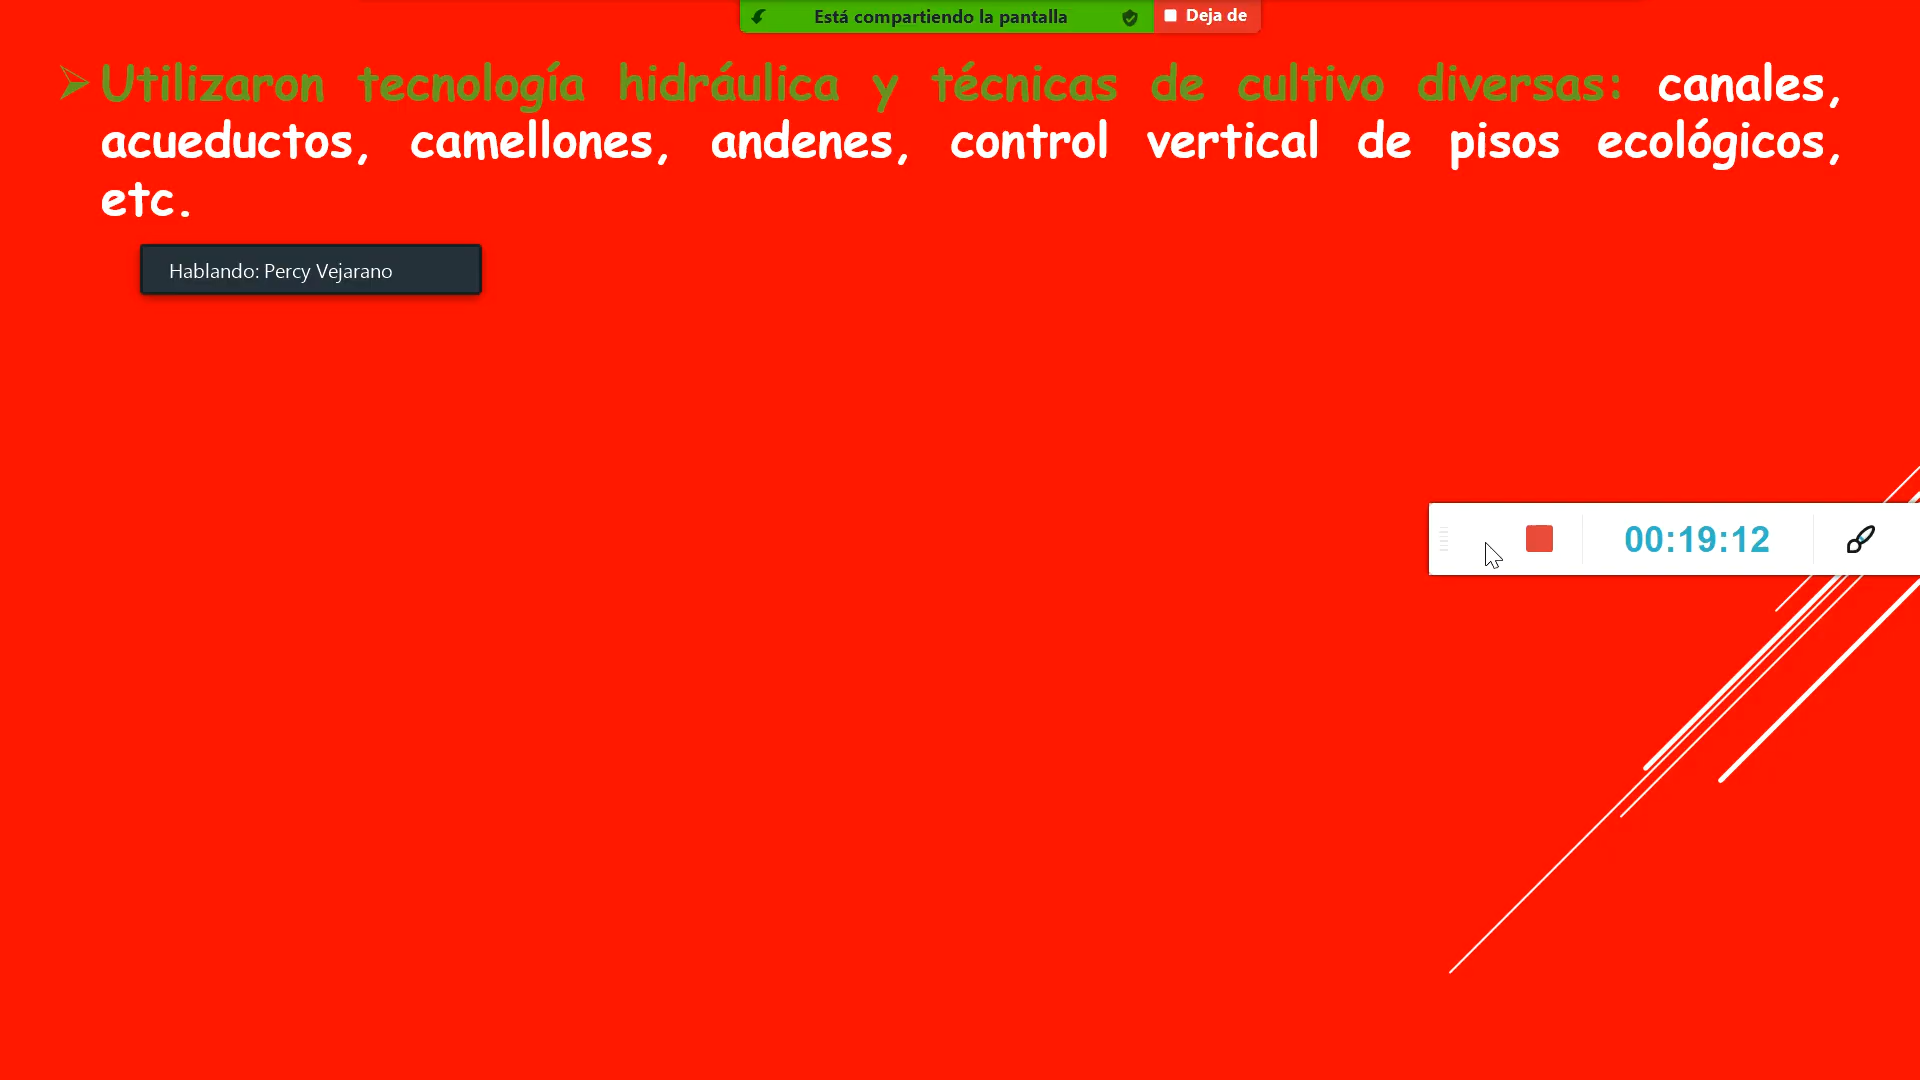 Está compartiendo la pantalla
Deja de
Utilizaron tecnología hidráulica y técnicas de cultivo diversas: canales,
acueductos, camellones, andenes, control vertical de pisos ecológicos,
etc.
Hablando: Percy Vejarano
00:19:12